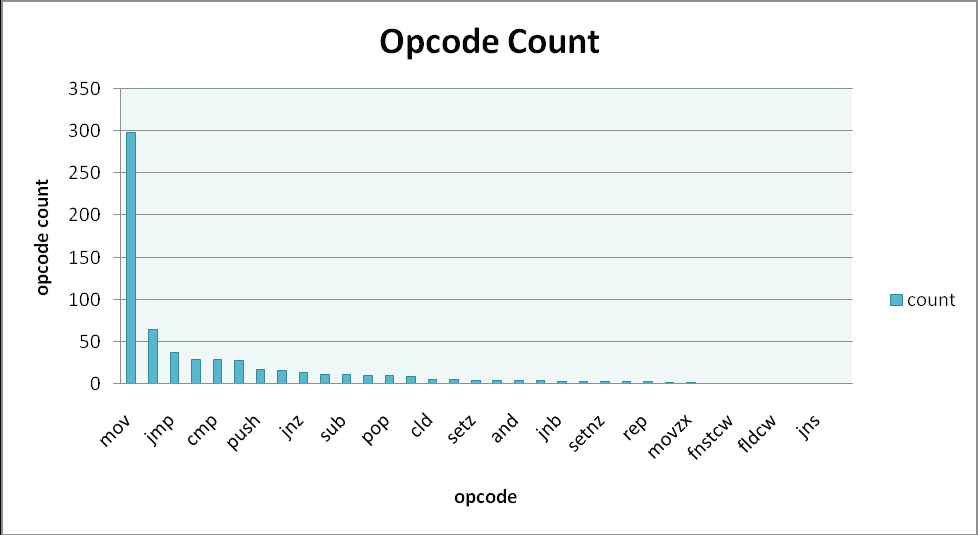 Opcode Count
350
300
250
200
150
100
50
0
opcode count
mov
jmp
cmp
push
jnz
sub
pop
cld
setz
and
jnb
setnz
rep
movzx
fnstcw
fldcw
jns
opcode
count